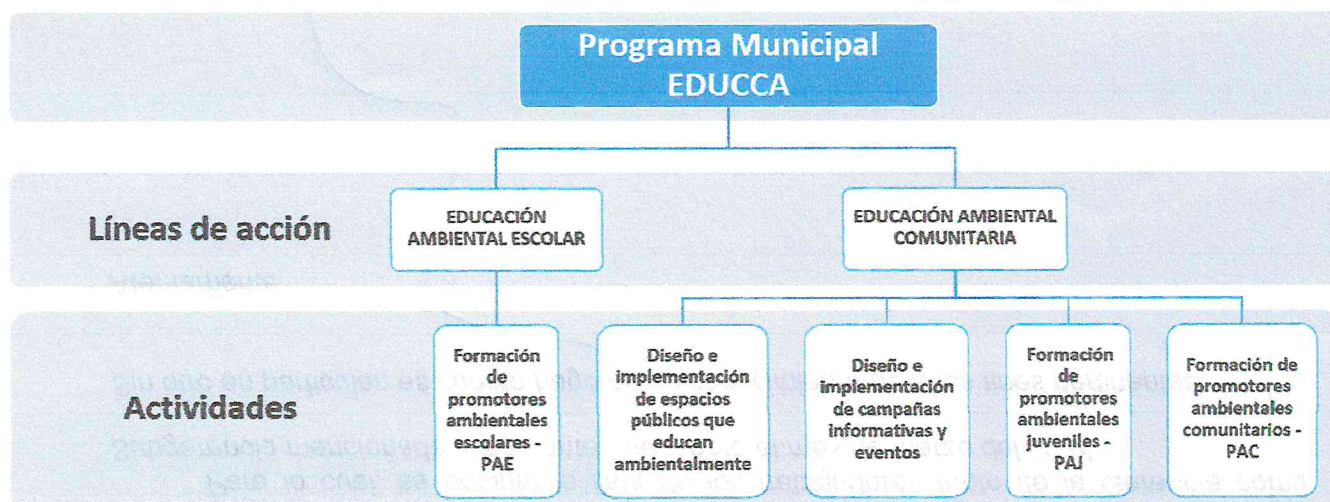 Programa Municipal
EDUCCA
Líneas de acción
EDUCACIÓN
AMBIENTAL ESCOLAR
EDUCACIÓN AMBIENTAL
COMUNITARIA
Actividades
Formación
de
promotores
ambientales
escolares -
PAE
Diseño e
implementación
de espacios
públicos que
educan
ambientalmente
Diseño e
implementación
de campañas
informativas y
eventos
Formación
de
promotores
ambientales
juveniles -
PAJ
Formación de
promotores
ambientales
comunitarios -
PAC
Atentamente